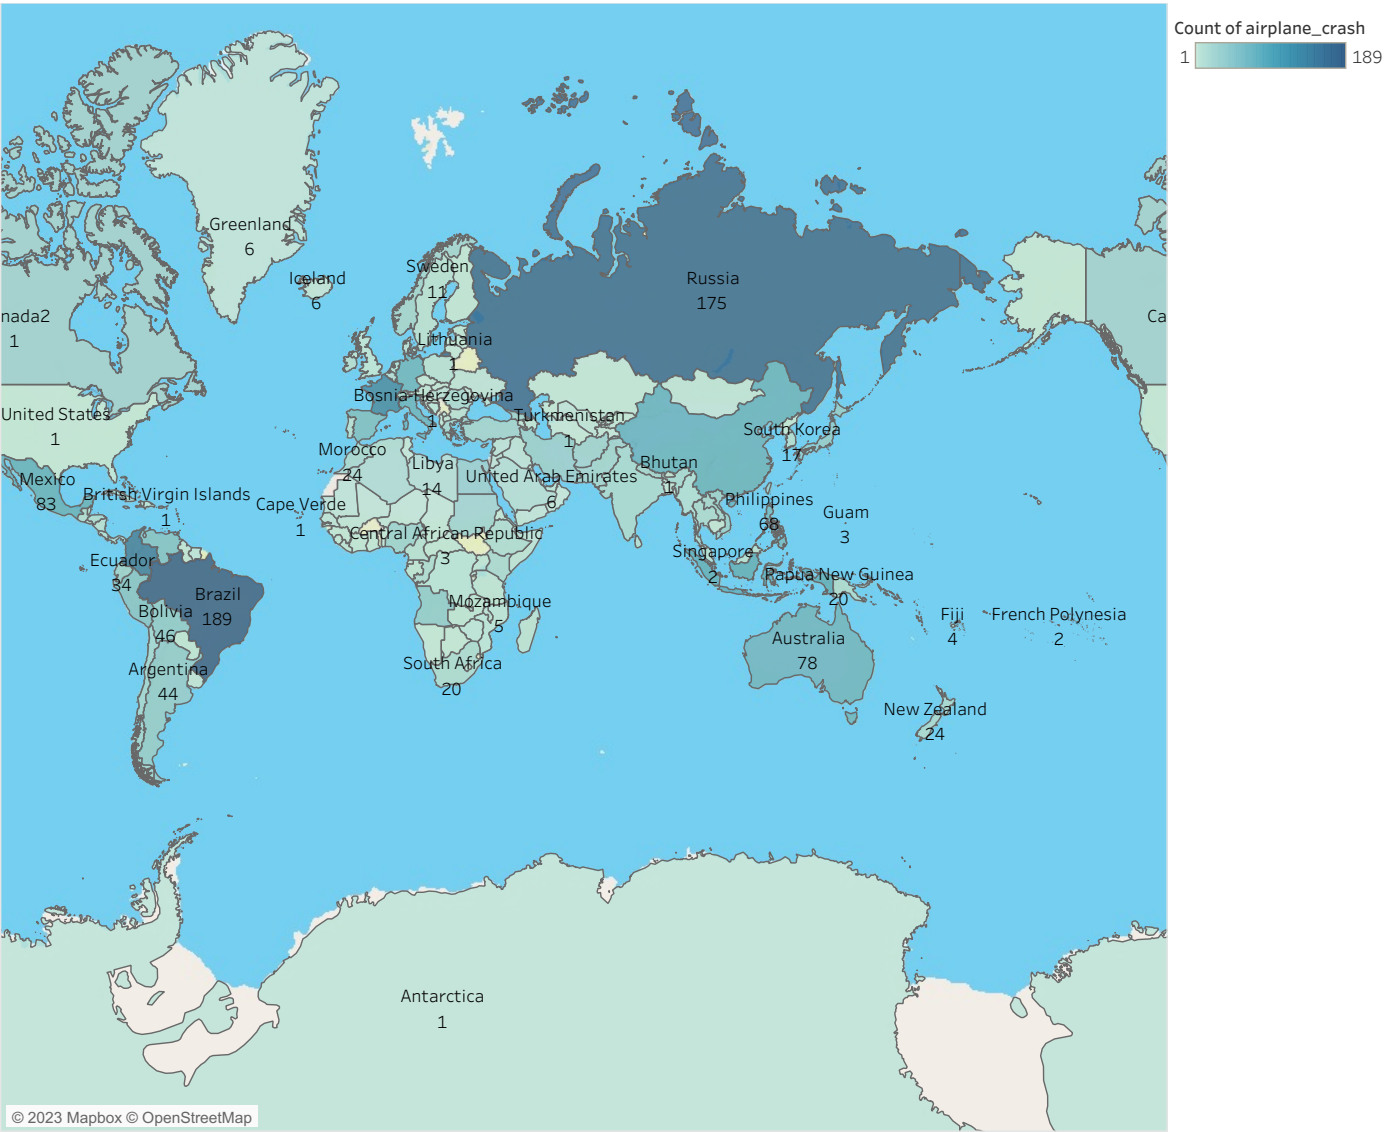 Count of airplane_crash
1 189
Greenland
6
Iceland
6
Sweden
11
Russia
175
nada2
1
Ca
Lithuania
1
United States
1
Bosnia-Herzegovina
1
Turkmenistan
1
South Korea
17
Morocco
24
Libya
14
United Arab Emirates
6
Bhutan
1
Mexico
83
British Virgin Islands
1
Cape Verde
1
Philippines
68
Guam
3
Central African Republic
3
Ecuador
34
Singapore
2
Papua New Guinea
20
Brazil
189
Bolivia
46
Mozambique
5
Fiji
4
French Polynesia
2
Australia
78
Argentina
44
South Africa
20
New Zealand
24
Antarctica
1
© 2023 Mapbox © OpenStreetMap